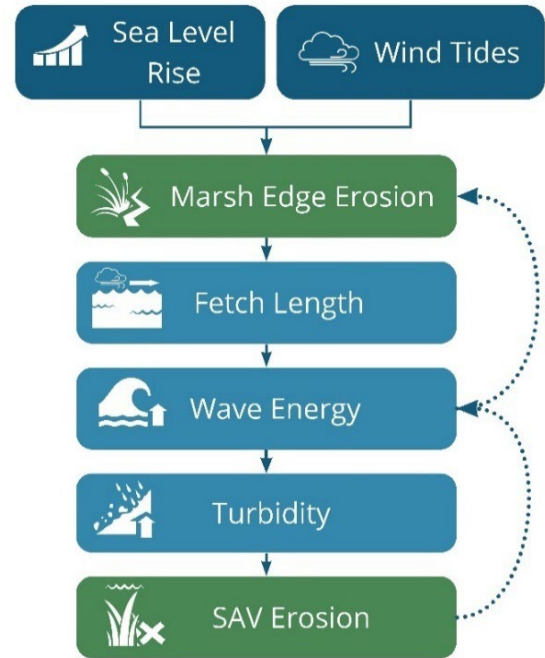 Sea Level
Rise
Wind Tides
Marsh Edge Erosion
Fetch Length
Wave Energy
Turbidity
SAV Erosion